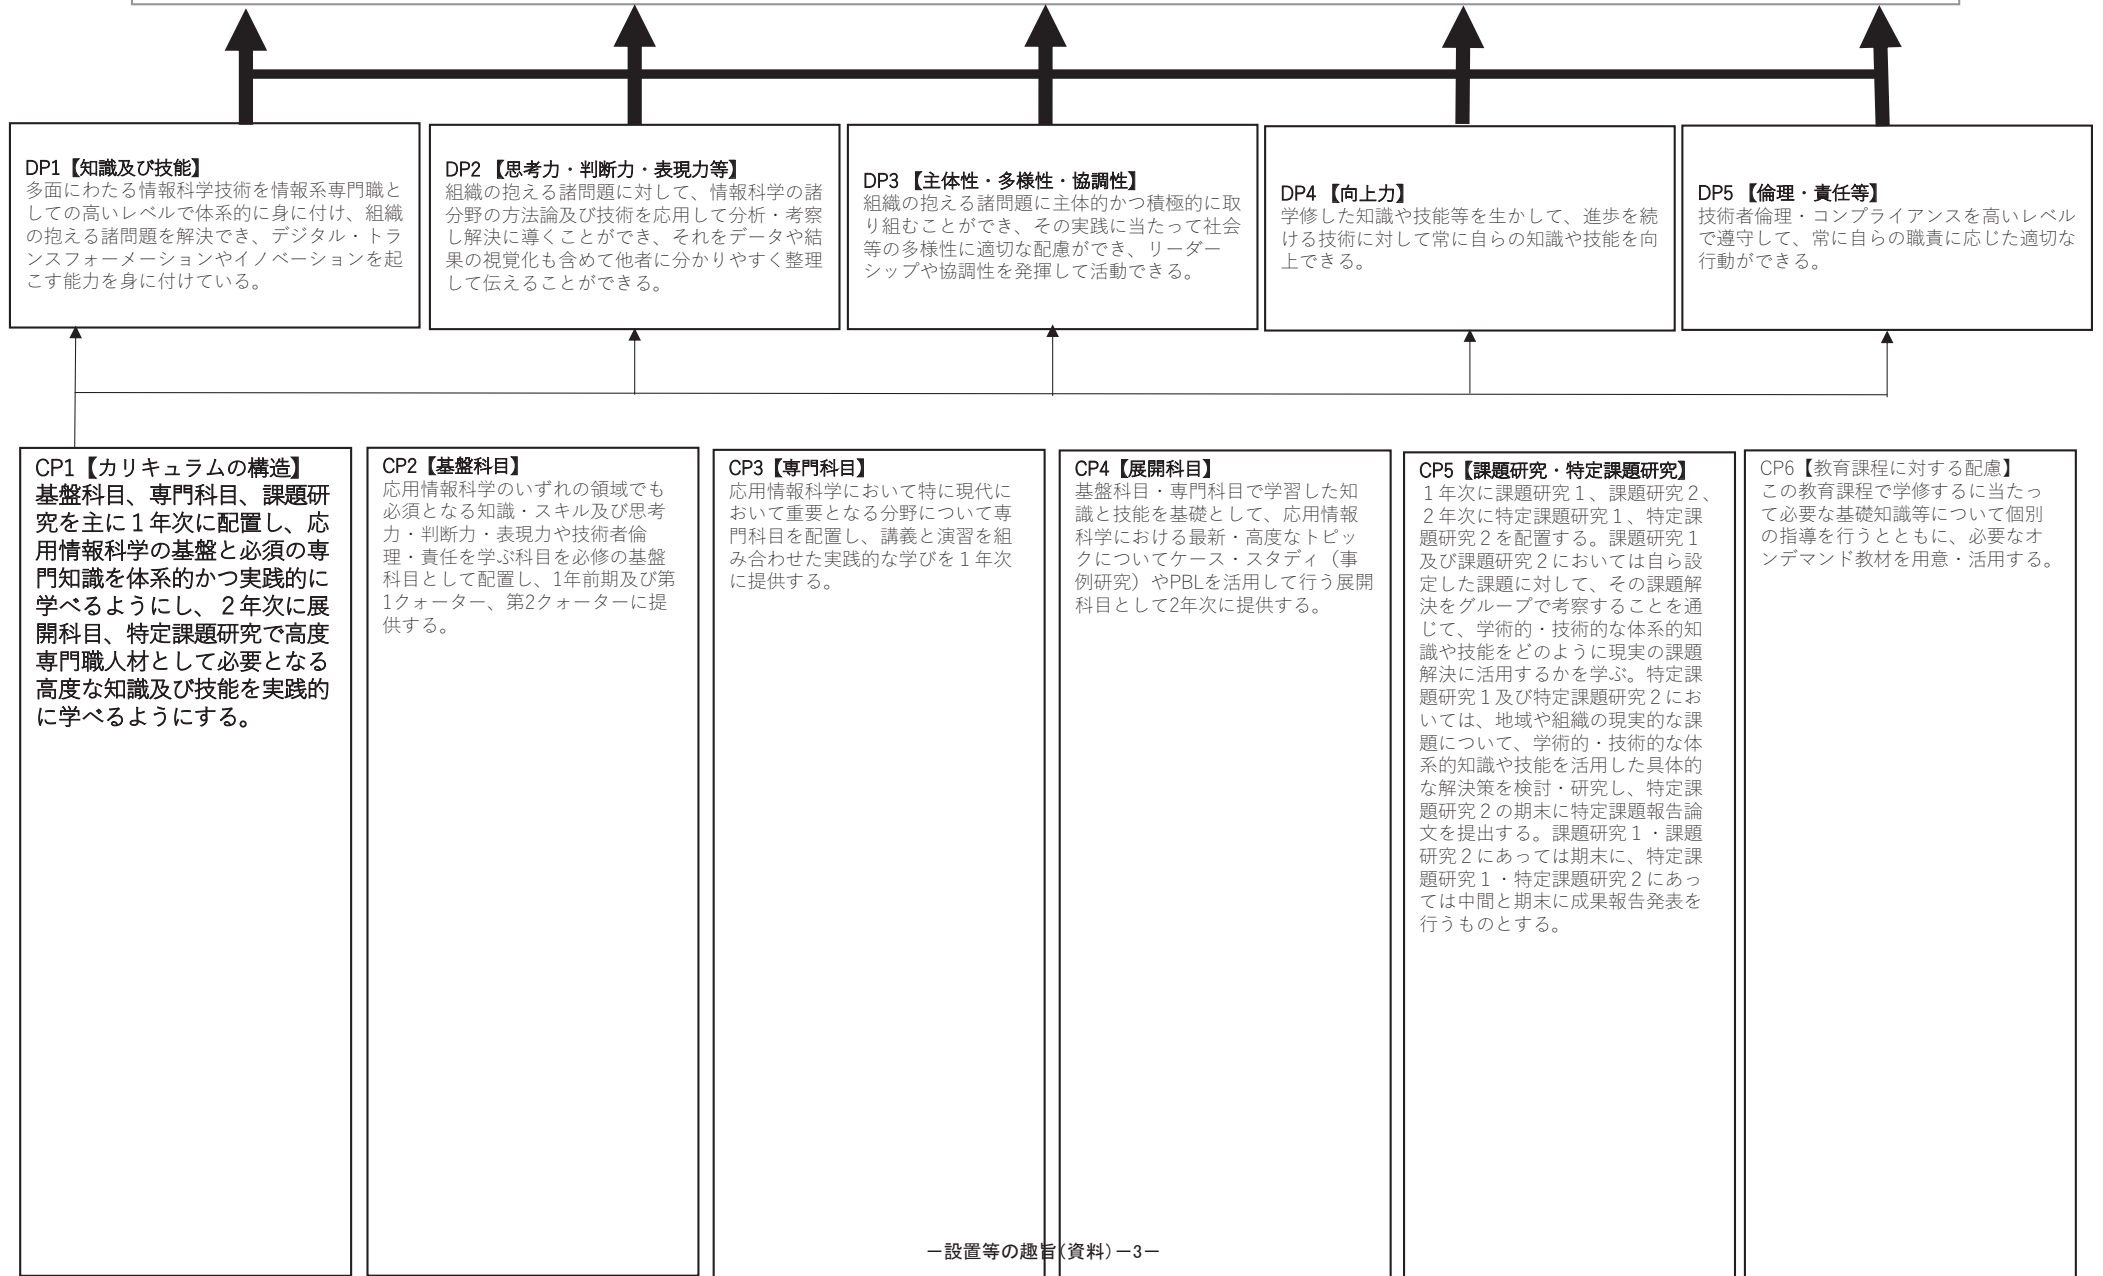 DP1【知識及び技能】
多面にわたる情報科学技術を情報系専門職と
しての高いレベルで体系的に身に付け、組織
の抱える諸問題を解決でき、デジタル・トラ
ンスフォーメーションやイノベーションを起
こす能力を身に付けている。
DP2【思考力・判断力・表現力等】
組織の抱える諸問題に対して、情報科学の諸
分野の方法論及び技術を応用して分析・考察
し解決に導くことができ、それをデータや結
果の視覚化も含めて他者に分かりやすく整理
して伝えることができる。
DP3 【主体性・多様性・協調性】
組織の抱える諸問題に主体的かつ積極的に取
り組むことができ、その実践に当たって社会
等の多様性に適切な配慮ができ、リーダー
シップや協調性を発揮して活動できる。
DP4 【向上力】
学修した知識や技能等を生かして、進歩を続
ける技術に対して常に自らの知識や技能を向
上できる。
DP5 【倫理・責任等】
技術者倫理・コンプライアンスを高いレベル
で遵守して、常に自らの職責に応じた適切な
行動ができる。
CP1【カリキュラムの構造】
基盤科目、専門科目、課題研
究を主に１年次に配置し、応
用情報科学の基盤と必須の専
門知識を体系的かつ実践的に
学べるようにし、２年次に展
開科目、特定課題研究で高度
専門職人材として必要となる
高度な知識及び技能を実践的
に学べるようにする。
CP2【基盤科目】
応用情報科学のいずれの領域でも
必須となる知識・スキル及び思考
力・判断力・表現力や技術者倫
理・責任を学ぶ科目を必修の基盤
科目として配置し、1年前期及び第
1クォーター、第2クォーターに提
供する。
CP3【専門科目】
応用情報科学において特に現代に
おいて重要となる分野について専
門科目を配置し、講義と演習を組
み合わせた実践的な学びを１年次
に提供する。
CP4【展開科目】
基盤科目・専門科目で学習した知
識と技能を基礎として、応用情報
科学における最新・高度なトピッ
クについてケース・スタディ（事
例研究）やPBLを活用して行う展開
科目として2年次に提供する。
CP5【課題研究・特定課題研究】
１年次に課題研究１、課題研究２、
２年次に特定課題研究１、特定課
題研究２を配置する。課題研究１
及び課題研究２においては自ら設
定した課題に対して、その課題解
決をグループで考察することを通
じて、学術的・技術的な体系的知
識や技能をどのように現実の課題
解決に活用するかを学ぶ。特定課
題研究１及び特定課題研究２にお
いては、地域や組織の現実的な課
題について、学術的・技術的な体
系的知識や技能を活用した具体的
な解決策を検討・研究し、特定課
題研究２の期末に特定課題報告論
文を提出する。課題研究１・課題
研究２にあっては期末に、特定課
題研究１・特定課題研究２にあっ
ては中間と期末に成果報告発表を
行うものとする。
CP6【教育課程に対する配慮】
この教育課程で学修するに当たっ
て必要な基礎知識等について個別
の指導を行うとともに、必要なオ
ンデマンド教材を用意・活用する。
－設置等の趣旨(資料)－3－